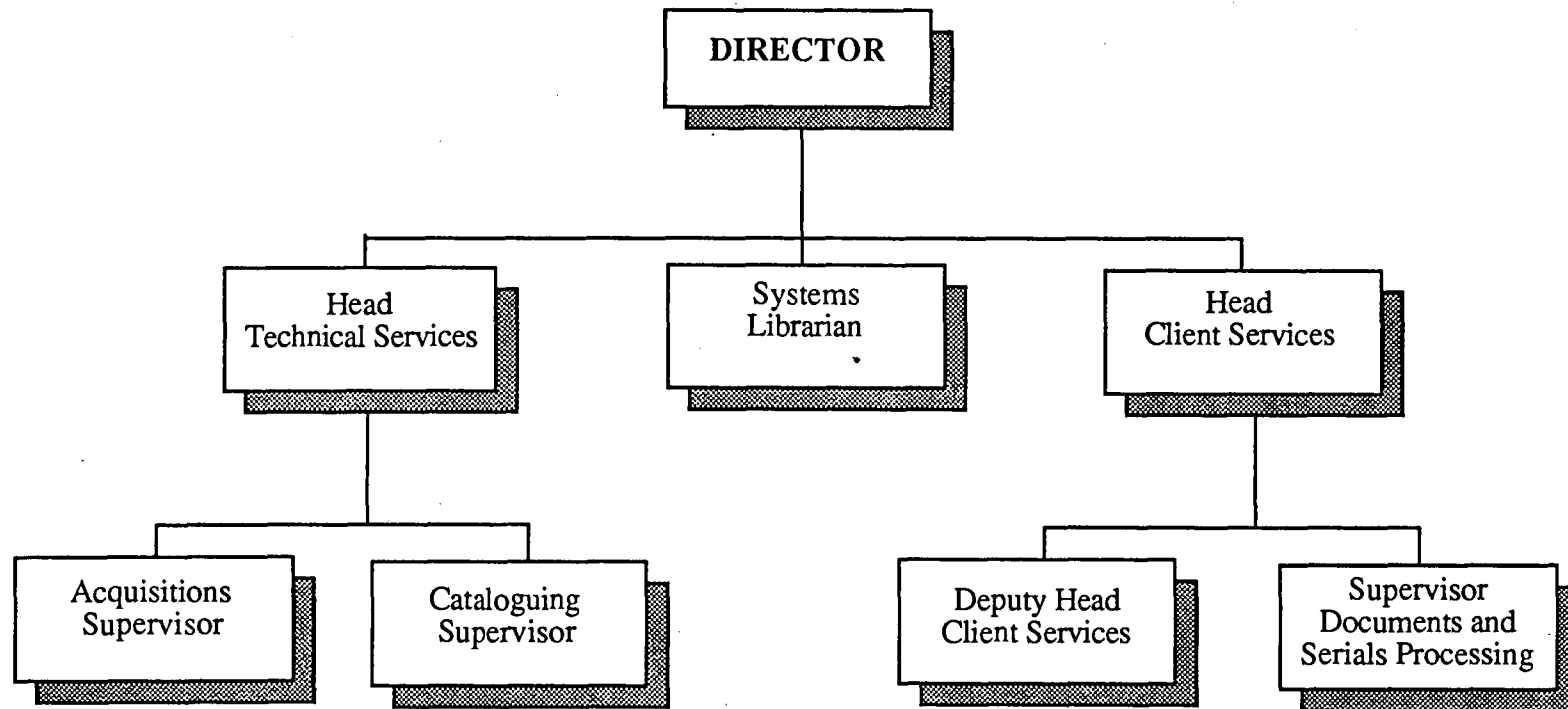 DIRECTOR
Head
Technical Services
Systems
Librarian
Head
Client Services
Acquisitions
Supervisor
Cataloguing
Supervisor
Deputy Head
Client Services
Supervisor
Documents and
Serials Processing